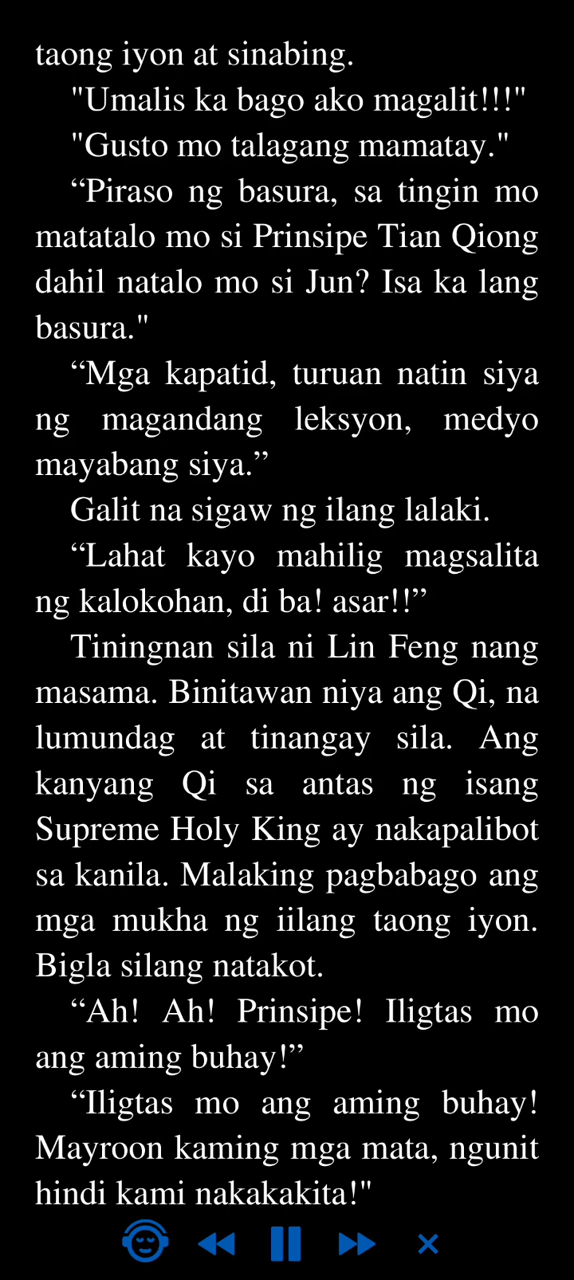 taong iyon at sinabing.
"Umalis ka bago ako magalit!!!"
"Gusto mo talagang mamatay."
“Piraso ng basura, sa tingin mo
matatalo mo si Prinsipe Tian Qiong
dahil natalo mo si Jun? Isa ka lang
basura."
“Mga kapatid, turuan natin siya
ng magandang leksyon, medyo
mayabang siya.”
Galit na sigaw ng ilang lalaki.
“Lahat kayo mahilig magsalita
ng kalokohan, di ba! asar!!”
Tiningnan sila ni Lin Feng nang
masama. Binitawan niya ang Qi, na
lumundag at tinangay sila. Ang
kanyang Qi sa antas ng isang
Supreme Holy King ay nakapalibot
sa kanila. Malaking pagbabago ang
mga mukha ng iilang taong iyon.
Bigla silang natakot.
“Ah! Ah! Prinsipe! Iligtas mo
ang aming buhay!”
“Iligtas mo ang aming buhay!
Mayroon kaming mga mata, ngunit
hindi kami nakakakita!"